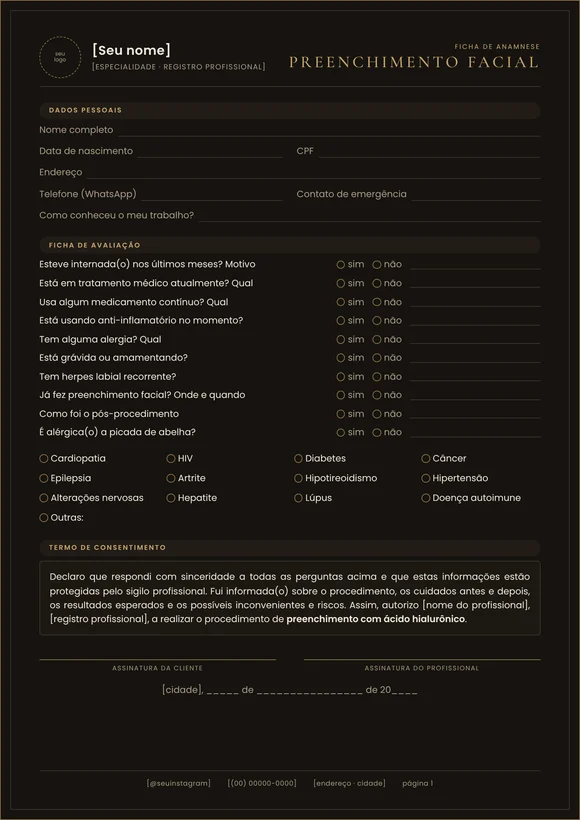 seu
logo
[Seu nome]
[ESPECIALIDADE · REGISTRO PROFISSIONAL]
FICHA DE ANAMNESE
PREENCHIMENTO FACIAL
DADOS PESSOAIS
Nome completo
Data de nascimento CPF
Endereço
Telefone (WhatsApp) Contato de emergência
Como conheceu o meu trabalho?
FICHA DE AVALIAÇÃO
Esteve internada(o) nos últimos meses? Motivo sim não
Está em tratamento médico atualmente? Qual sim não
Usa algum medicamento contínuo? Qual sim não
Está usando anti-inflamatório no momento? sim não
Tem alguma alergia? Qual sim não
Está grávida ou amamentando? sim não
Tem herpes labial recorrente? sim não
Já fez preenchimento facial? Onde e quando sim não
Como foi o pós-procedimento sim não
É alérgica(o) a picada de abelha? sim não
Cardiopatia HIV Diabetes Câncer
Epilepsia Artrite Hipotireoidismo Hipertensão
Alterações nervosas Hepatite Lúpus Doença autoimune
Outras:
TERMO DE CONSENTIMENTO
Declaro que respondi com sinceridade a todas as perguntas acima e que estas informações estão
protegidas pelo sigilo profissional. Fui informada(o) sobre o procedimento, os cuidados antes e depois,
os resultados esperados e os possíveis inconvenientes e riscos. Assim, autorizo [nome do profissional],
[registro profissional], a realizar o procedimento de preenchimento com ácido hialurônico.
ASSINATURA DA CLIENTE ASSINATURA DO PROFISSIONAL
[cidade], _____ de ________________ de 20____
[@seuinstagram] [(00) 00000-0000] [endereço · cidade] página 1